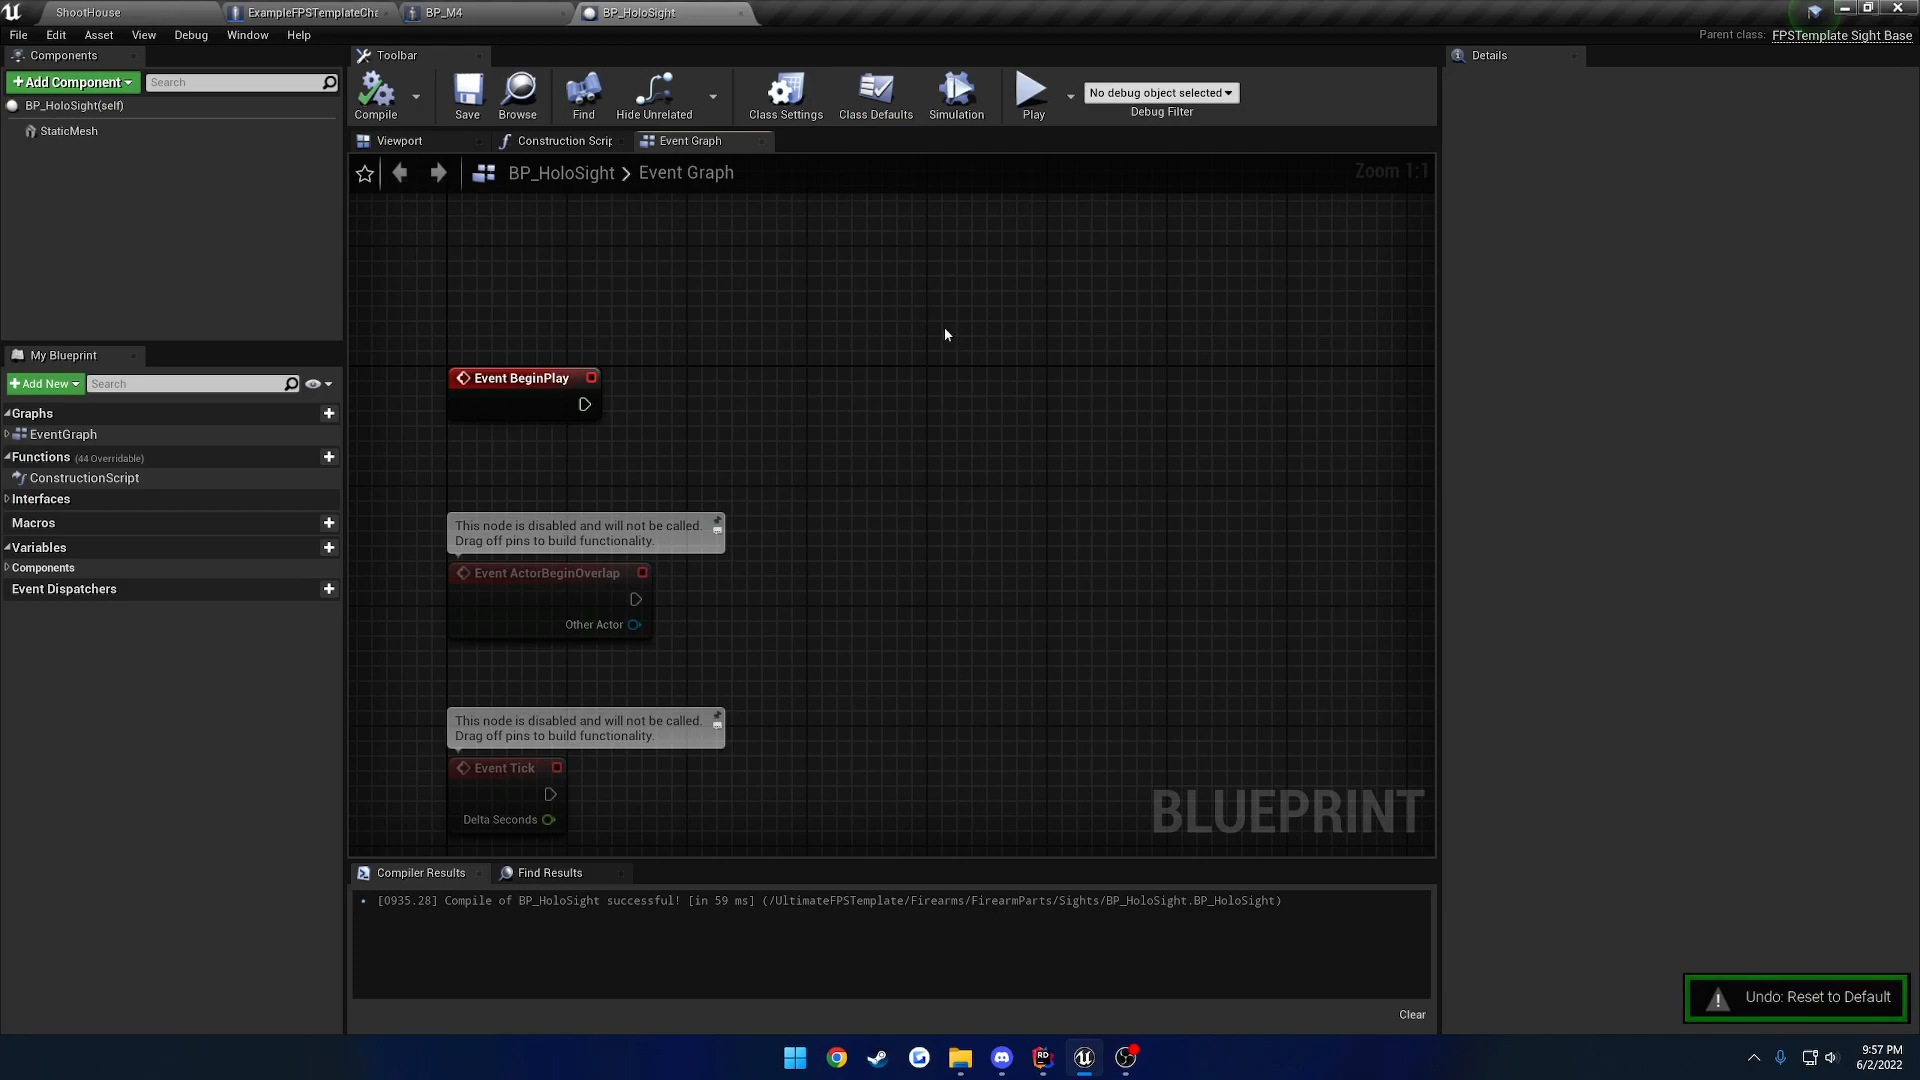 ShootHouse
ExampleFPSTemplateCha
BP_M4
BP_HoloSight
File Edit Asset View Debug Window Help
Parent class: FPSTemplate Sight Base
Components
+Add Component
Search
BP_HoloSight(self)
StaticMesh
My Blueprint
+Add New
Search
Graphs
EventGraph
Functions (44 Overridable)
ConstructionScript
Interfaces
Macros
Variables
Components
Event Dispatchers
Toolbar
Compile
Save
Browse
Find
Hide Unrelated
Class Settings
Class Defaults
Simulation
Play
No debug object selected
Debug Filter
Viewport
Construction Scrip
Event Graph
BP_HoloSight > Event Graph
Zoom 1:1
Event BeginPlay
This node is disabled and will not be called.
Drag off pins to build functionality.
Event ActorBeginOverlap
Other Actor
This node is disabled and will not be called.
Drag off pins to build functionality.
Event Tick
Delta Seconds
BLUEPRINT
Compiler Results
Find Results
[0935.28] Compile of BP_HoloSight successful! [in 59 ms] (/UltimateFPSTemplate/Firearms/FirearmParts/Sights/BP_HoloSight.BP_HoloSight)
Clear
Details
Undo: Reset to Default
RD
9:57 PM
6/2/2022